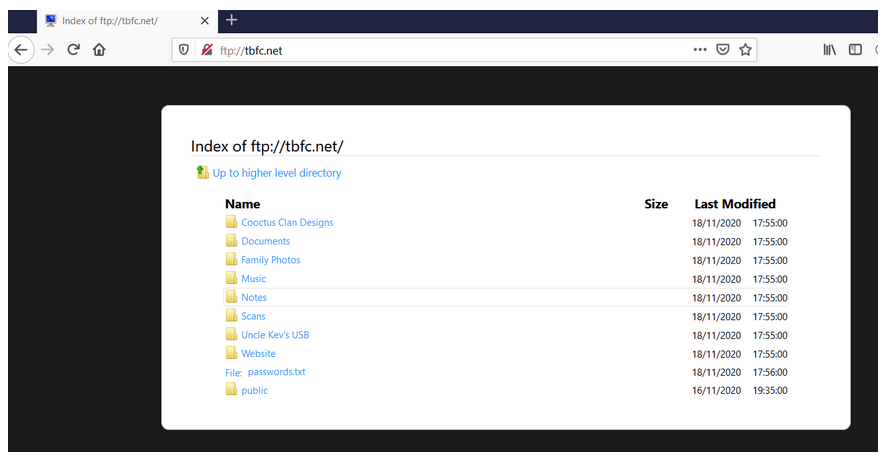 Index of ftp://tbfc.net/
ftp://tbfc.net
Index of ftp://tbfc.net/
Up to higher level directory
Name Size Last Modified
Cooctus Clan Designs 18/11/2020 17:55:00
Documents 18/11/2020 17:55:00
Family Photos 18/11/2020 17:55:00
Music 18/11/2020 17:55:00
Notes 18/11/2020 17:55:00
Scans 18/11/2020 17:55:00
Uncle Kev's USB 18/11/2020 17:55:00
Website 18/11/2020 17:55:00
File: passwords.txt 18/11/2020 17:56:00
public 16/11/2020 19:35:00